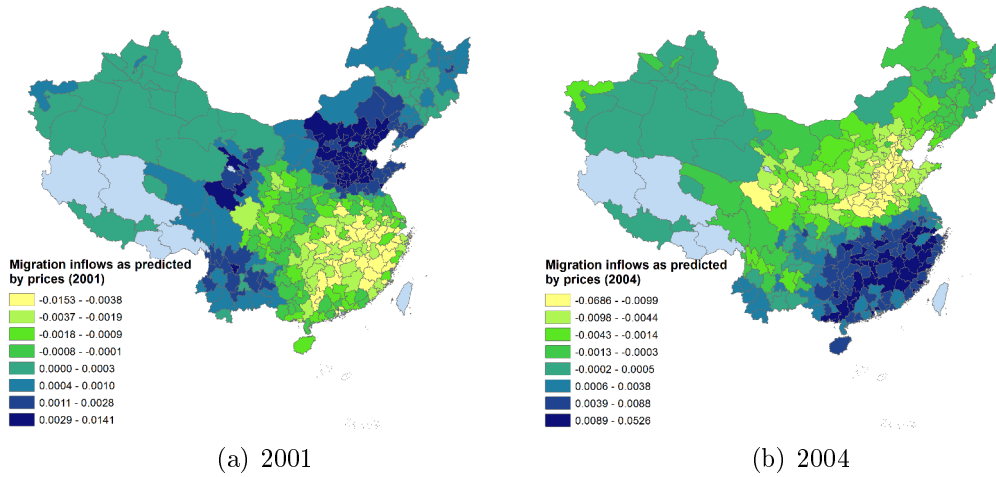 Migration inflows as predicted
by prices (2001)
-0.0153 - -0.0038
-0.0037 - -0.0019
-0.0018 - -0.0009
-0.0008 - -0.0001
0.0000 - 0.0003
0.0004 - 0.0010
0.0011 - 0.0028
0.0029 - 0.0141
(a) 2001
Migration inflows as predicted
by prices (2004)
-0.0686 - -0.0099
-0.0098 - -0.0044
-0.0043 - -0.0014
-0.0013 - -0.0003
-0.0002 - 0.0005
0.0006 - 0.0038
0.0039 - 0.0088
0.0089 - 0.0526
(b) 2004